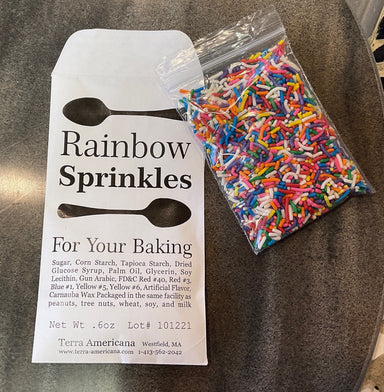 Rainbow
Sprinkles
For Your Baking
Sugar, Corn Starch, Tapioca Starch, Dried
Glucose Syrup, Palm Oil, Glycerin, Soy
Lecithin, Gun Arabic, FD&C Red #40, Red #3,
Blue #1, Yellow #5, Yellow #6, Artificial Flavor,
Carnauba Wax Packaged in the same facility as
peanuts, tree nuts, wheat, soy, and milk
Net Wt .6oz Lot# 101221
Terra Americana Westfield, MA
www.terra-americana.com 1-413-562-2042